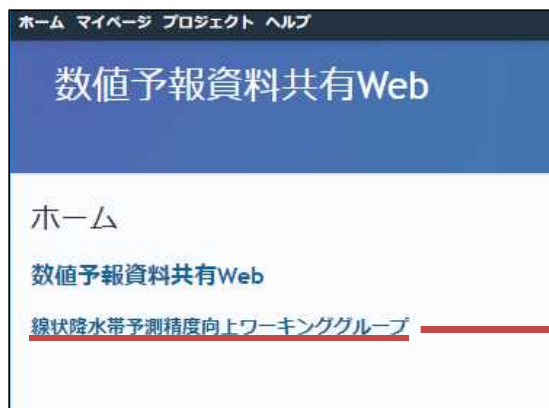 ホーム マイページ プロジェクト ヘルプ
数値予報資料共有Web
ホーム
数値予報資料共有Web
線状降水帯予測精度向上ワーキンググループ